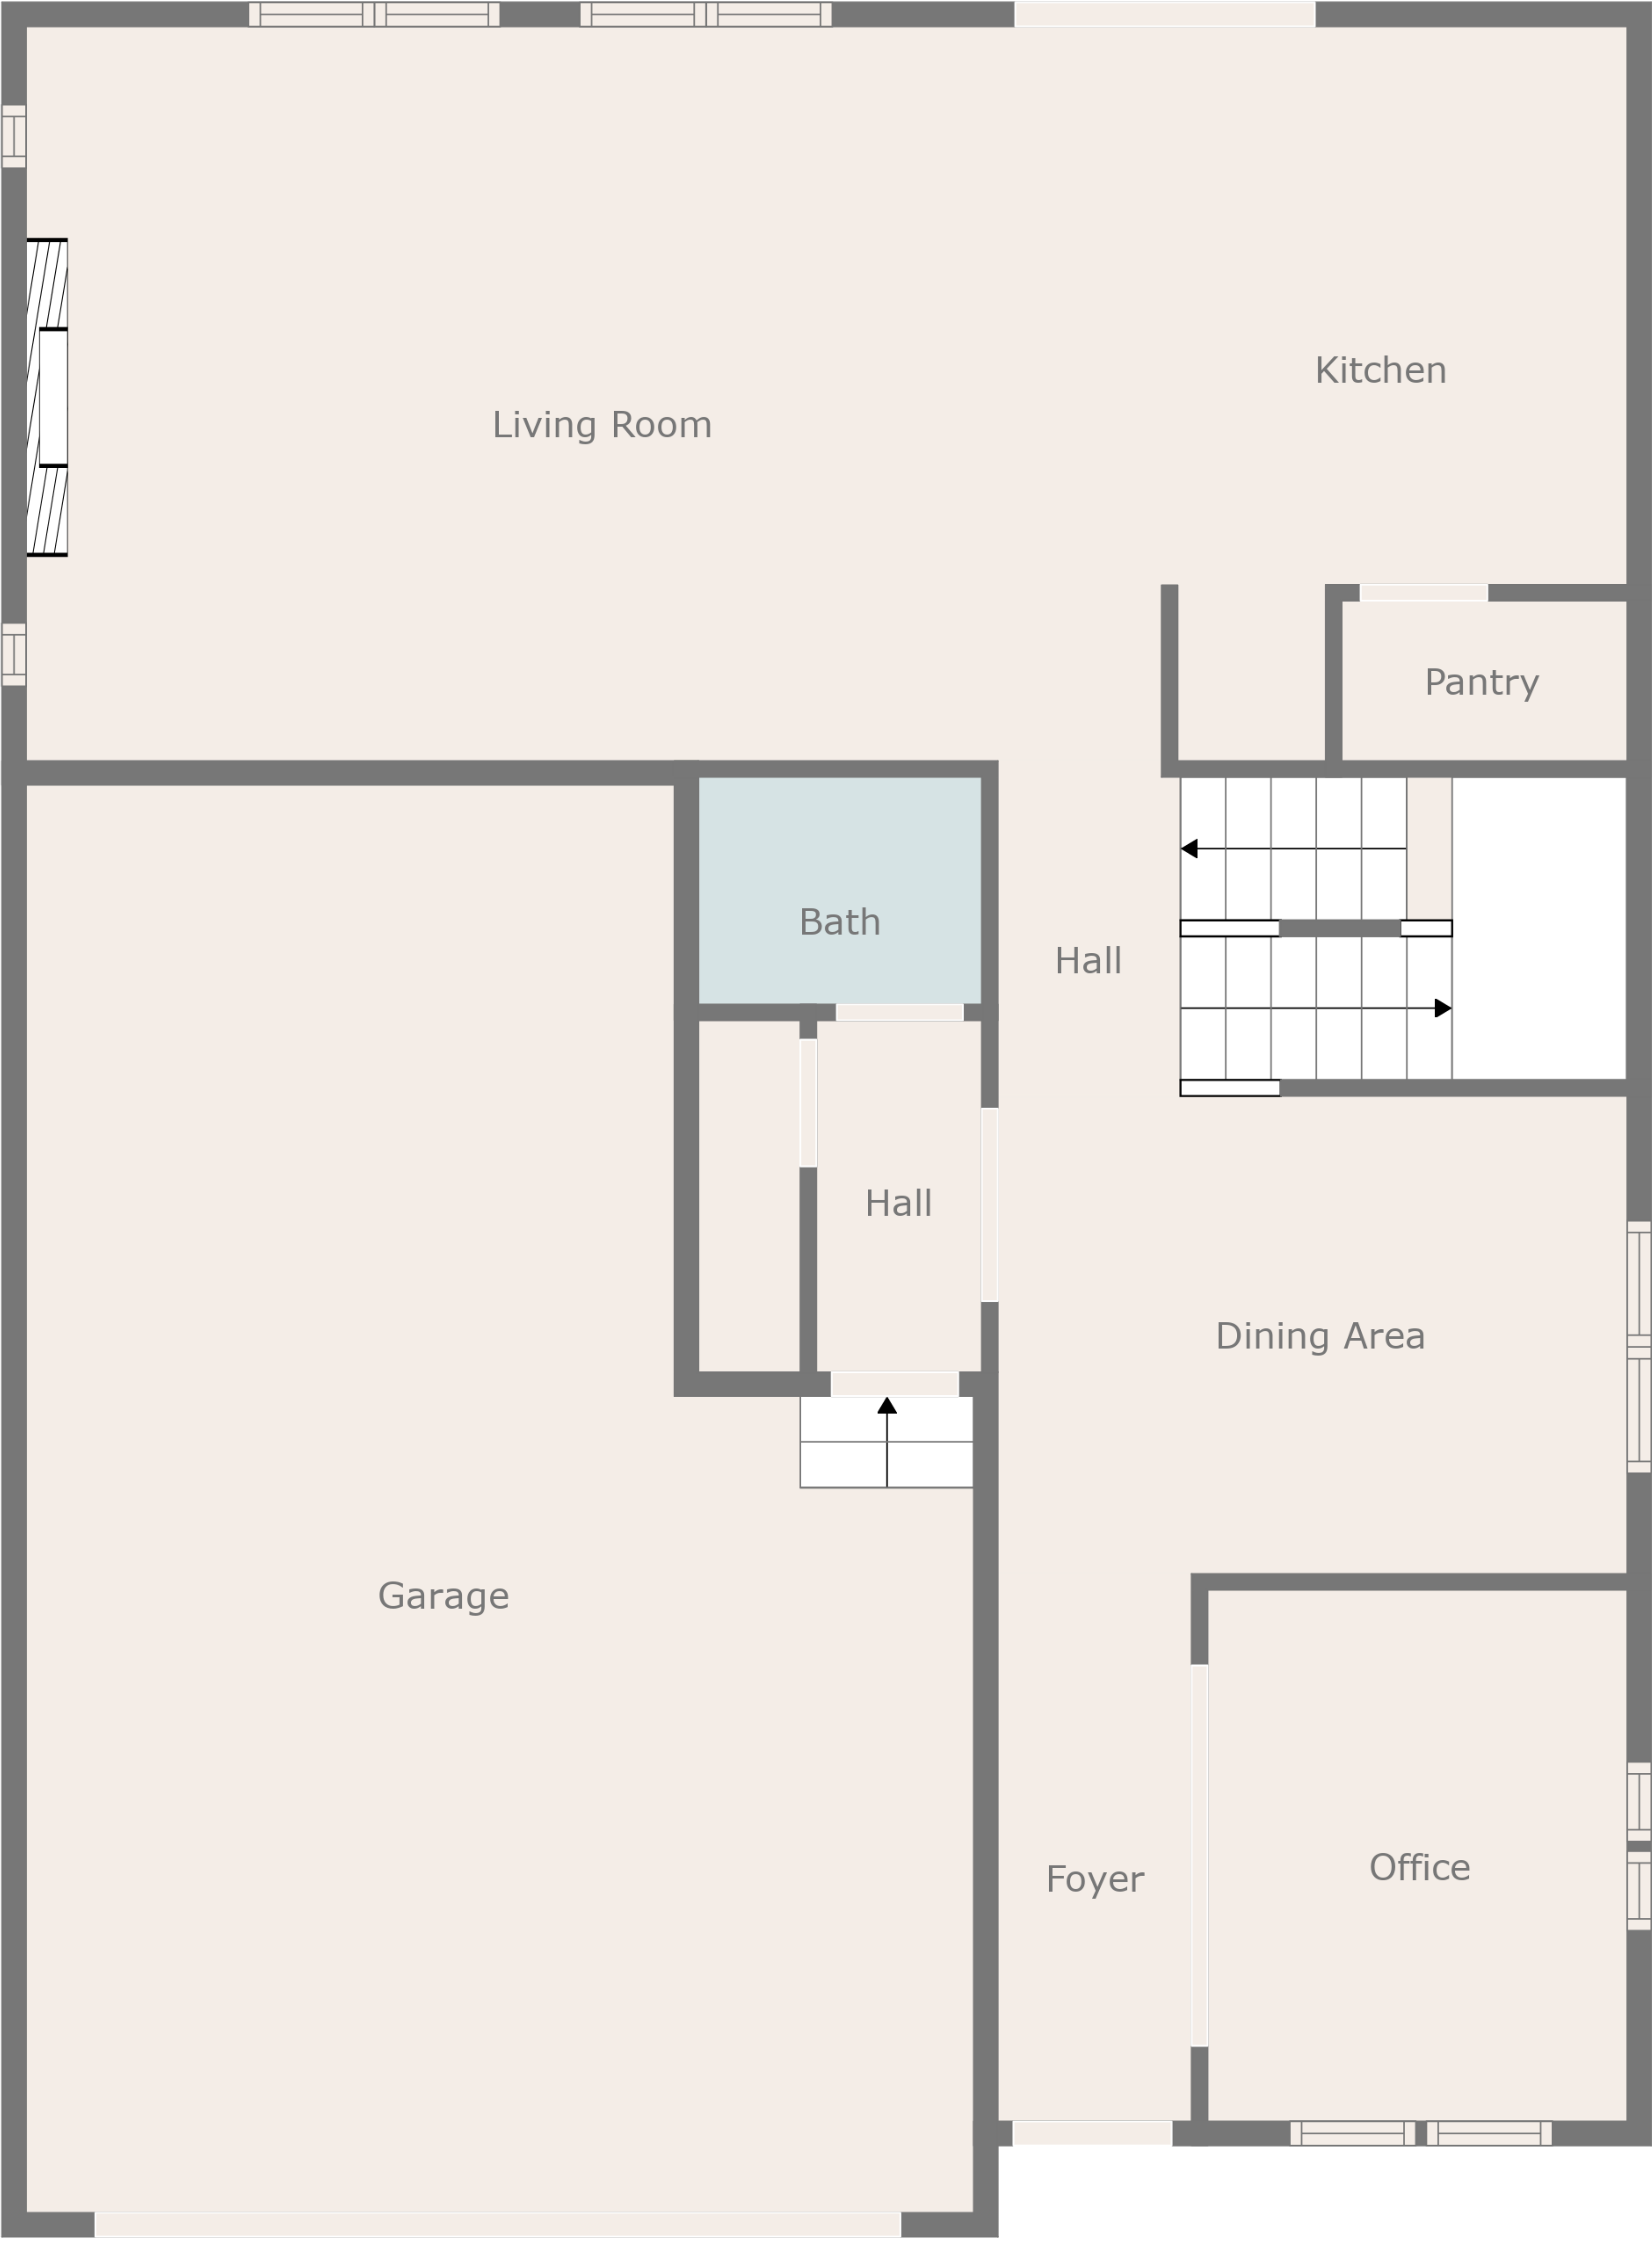 Kitchen
Living Room
Pantry
Bath
Hall
Hall
Dining Area
Garage
Office
Foyer